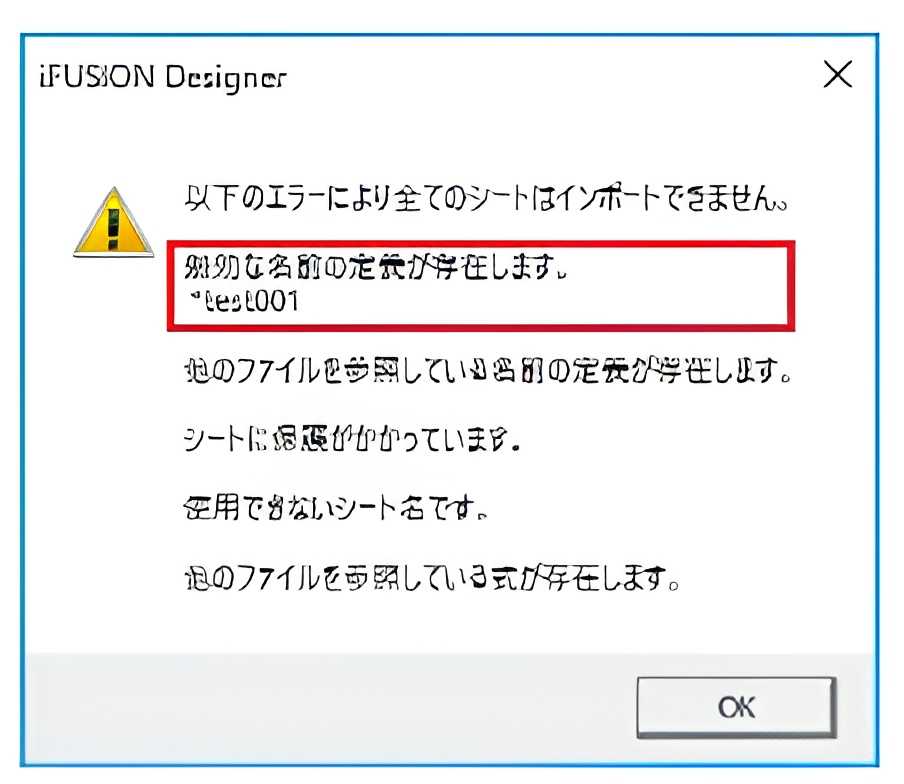 iFUSION Designer
以下のエラーにより全てのシートはインポートできません。
無効な名前の定義が存在します。
test001
他のファイルを参照している名前の定義が存在します。
シートに保護がかかっています。
使用できないシート名です。
他のファイルを参照している式が存在します。
OK